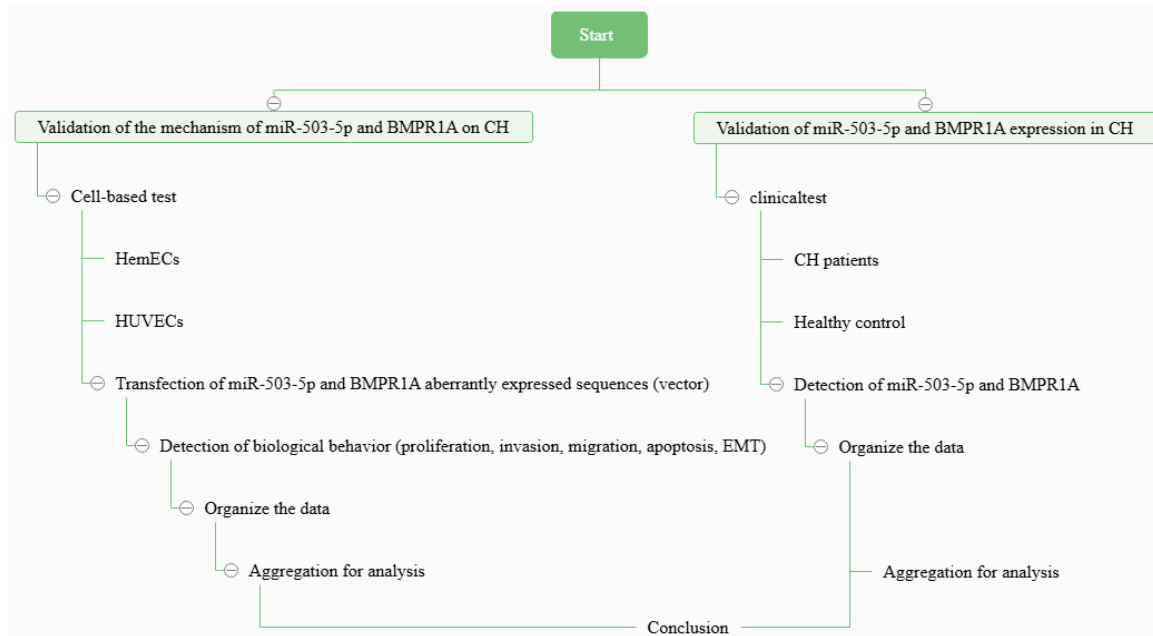 Start
Validation of the mechanism of miR-503-5p and BMPR1A on CH
Cell-based test
HemECs
HUVECs
Transfection of miR-503-5p and BMPR1A aberrantly expressed sequences (vector)
Detection of biological behavior (proliferation, invasion, migration, apoptosis, EMT)
Organize the data
Aggregation for analysis
Validation of miR-503-5p and BMPR1A expression in CH
clinicaltest
CH patients
Healthy control
Detection of miR-503-5p and BMPR1A
Organize the data
Aggregation for analysis
Conclusion